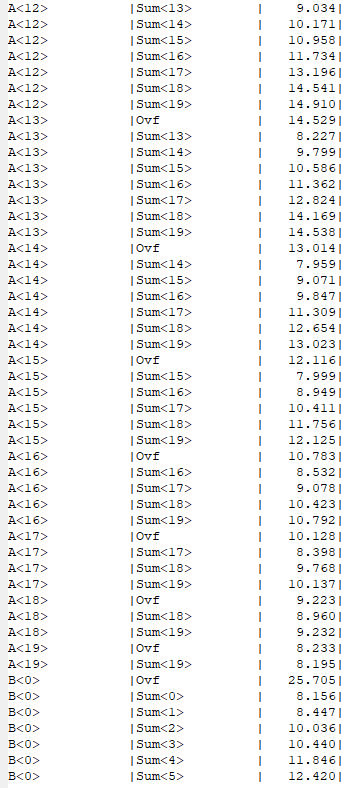 A<12> |Sum<13> | 9.034|
A<12> |Sum<14> | 10.171|
A<12> |Sum<15> | 10.958|
A<12> |Sum<16> | 11.734|
A<12> |Sum<17> | 13.196|
A<12> |Sum<18> | 14.541|
A<12> |Sum<19> | 14.910|
A<13> |Ovf | 14.529|
A<13> |Sum<13> | 8.227|
A<13> |Sum<14> | 9.799|
A<13> |Sum<15> | 10.586|
A<13> |Sum<16> | 11.362|
A<13> |Sum<17> | 12.824|
A<13> |Sum<18> | 14.169|
A<13> |Sum<19> | 14.538|
A<14> |Ovf | 13.014|
A<14> |Sum<14> | 7.959|
A<14> |Sum<15> | 9.071|
A<14> |Sum<16> | 9.847|
A<14> |Sum<17> | 11.309|
A<14> |Sum<18> | 12.654|
A<14> |Sum<19> | 13.023|
A<15> |Ovf | 12.116|
A<15> |Sum<15> | 7.999|
A<15> |Sum<16> | 8.949|
A<15> |Sum<17> | 10.411|
A<15> |Sum<18> | 11.756|
A<15> |Sum<19> | 12.125|
A<16> |Ovf | 10.783|
A<16> |Sum<16> | 8.532|
A<16> |Sum<17> | 9.078|
A<16> |Sum<18> | 10.423|
A<16> |Sum<19> | 10.792|
A<17> |Ovf | 10.128|
A<17> |Sum<17> | 8.398|
A<17> |Sum<18> | 9.768|
A<17> |Sum<19> | 10.137|
A<18> |Ovf | 9.223|
A<18> |Sum<18> | 8.960|
A<18> |Sum<19> | 9.232|
A<19> |Ovf | 8.233|
A<19> |Sum<19> | 8.195|
B<0> |Ovf | 25.705|
B<0> |Sum<0> | 8.156|
B<0> |Sum<1> | 8.447|
B<0> |Sum<2> | 10.036|
B<0> |Sum<3> | 10.440|
B<0> |Sum<4> | 11.846|
B<0> |Sum<5> | 12.420|